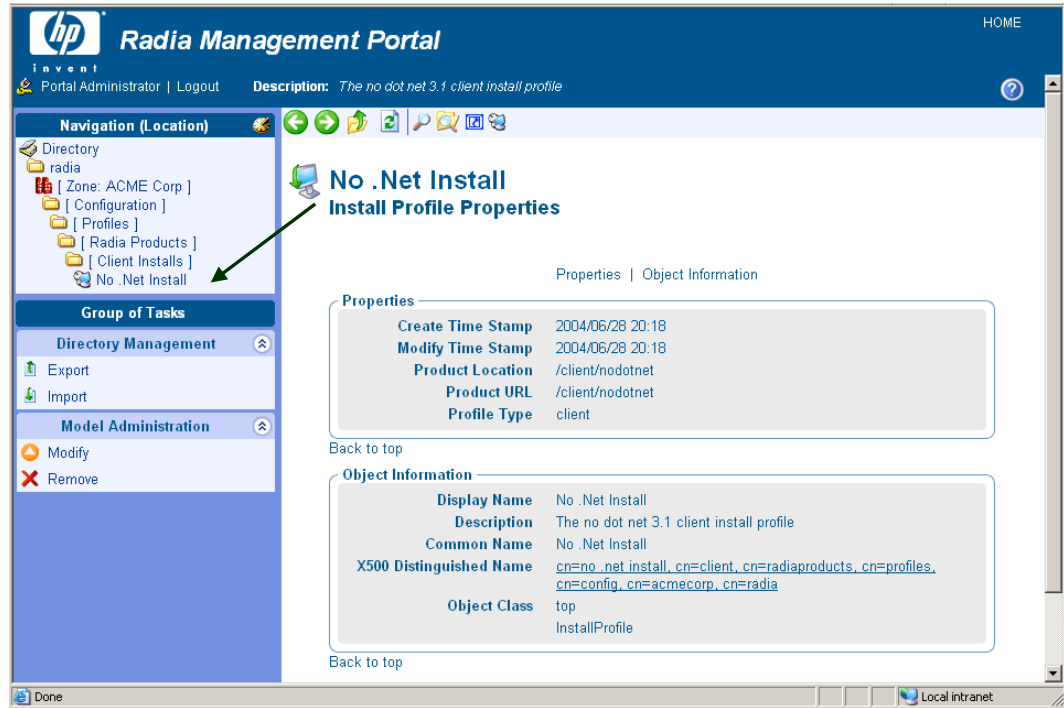 hp
invent
Radia Management Portal
HOME
Portal Administrator | Logout
Description: The no dot net 3.1 client install profile
Navigation (Location)
Directory
radia
[ Zone: ACME Corp ]
[ Configuration ]
[ Profiles ]
[ Radia Products ]
[ Client Installs ]
No .Net Install
Group of Tasks
Directory Management
Export
Import
Model Administration
Modify
Remove
No .Net Install
Install Profile Properties
Properties | Object Information
Properties
Create Time Stamp 2004/06/28 20:18
Modify Time Stamp 2004/06/28 20:18
Product Location /client/nodotnet
Product URL /client/nodotnet
Profile Type client
Back to top
Object Information
Display Name No .Net Install
Description The no dot net 3.1 client install profile
Common Name No .Net Install
X500 Distinguished Name cn=no .net install, cn=client, cn=radiaproducts, cn=profiles,
cn=config, cn=acmecorp, cn=radia
Object Class top
InstallProfile
Back to top
Done
Local intranet